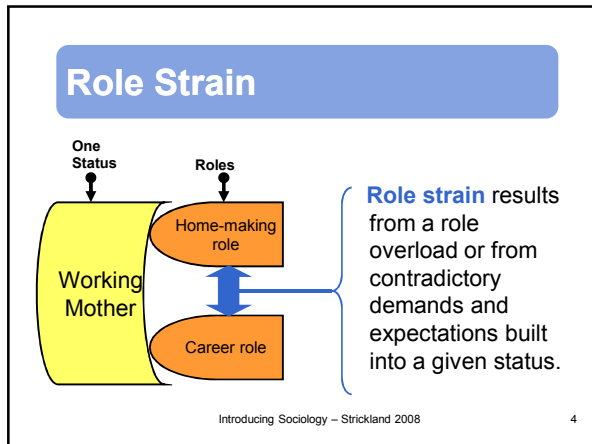 Role Strain
One
Status
Roles
Home-making
role
Working
Mother
Career role
Role strain results
from a role
overload or from
contradictory
demands and
expectations built
into a given status.
Introducing Sociology – Strickland 2008
4